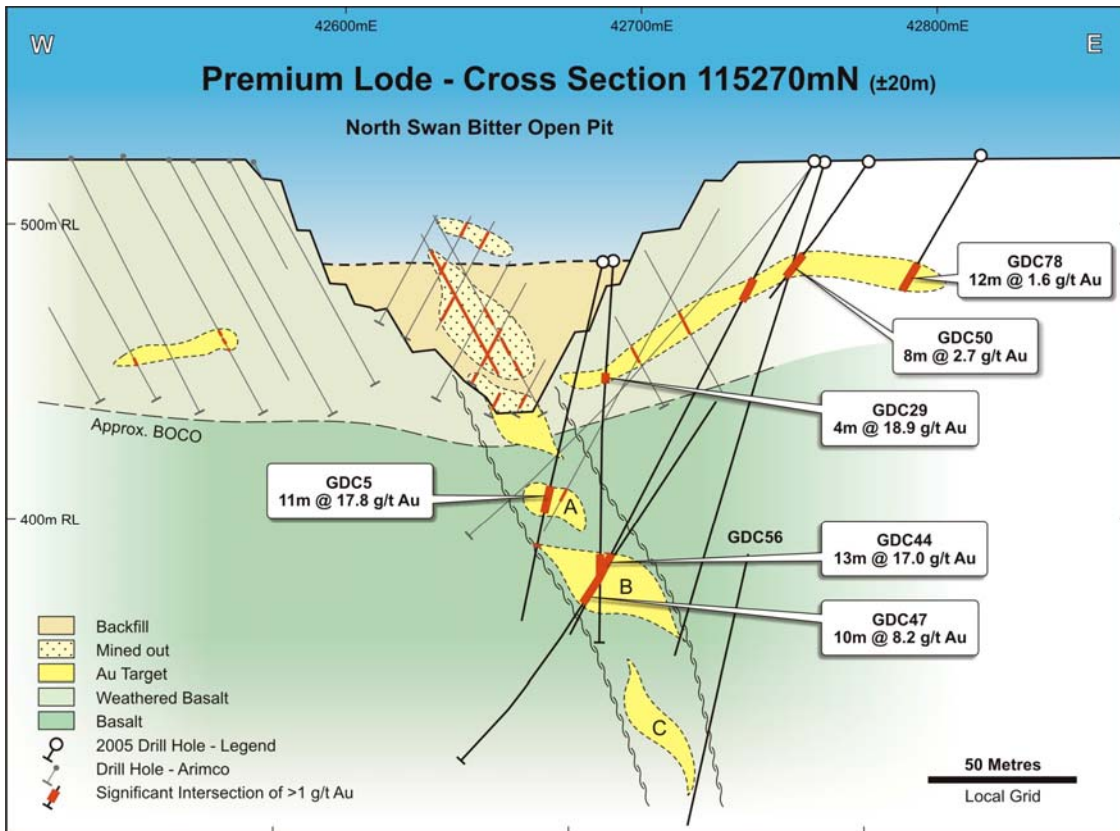 42600mE
42700mE
42800mE
W
E
Premium Lode - Cross Section 115270mN (±20m)
North Swan Bitter Open Pit
500m RL
GDC78
12m @ 1.6 g/t Au
GDC50
8m @ 2.7 g/t Au
GDC29
4m @ 18.9 g/t Au
Approx. BOCO
GDC5
11m @ 17.8 g/t Au
A
400m RL
GDC56
GDC44
13m @ 17.0 g/t Au
B
GDC47
10m @ 8.2 g/t Au
C
Backfill
Mined out
Au Target
Weathered Basalt
Basalt
2005 Drill Hole - Legend
Drill Hole - Arimco
Significant Intersection of >1 g/t Au
50 Metres
Local Grid